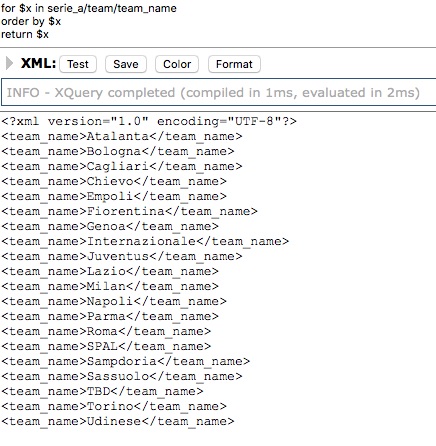 for $x in serie_a/team/team_name
order by $x
return $x
XML: Test Save Color Format
INFO - XQuery completed (compiled in 1ms, evaluated in 2ms)
<?xml version="1.0" encoding="UTF-8"?>
<team_name>Atalanta</team_name>
<team_name>Bologna</team_name>
<team_name>Cagliari</team_name>
<team_name>Chievo</team_name>
<team_name>Empoli</team_name>
<team_name>Fiorentina</team_name>
<team_name>Genoa</team_name>
<team_name>Internazionale</team_name>
<team_name>Juventus</team_name>
<team_name>Lazio</team_name>
<team_name>Milan</team_name>
<team_name>Napoli</team_name>
<team_name>Parma</team_name>
<team_name>Roma</team_name>
<team_name>SPAL</team_name>
<team_name>Sampdoria</team_name>
<team_name>Sassuolo</team_name>
<team_name>TBD</team_name>
<team_name>Torino</team_name>
<team_name>Udinese</team_name>